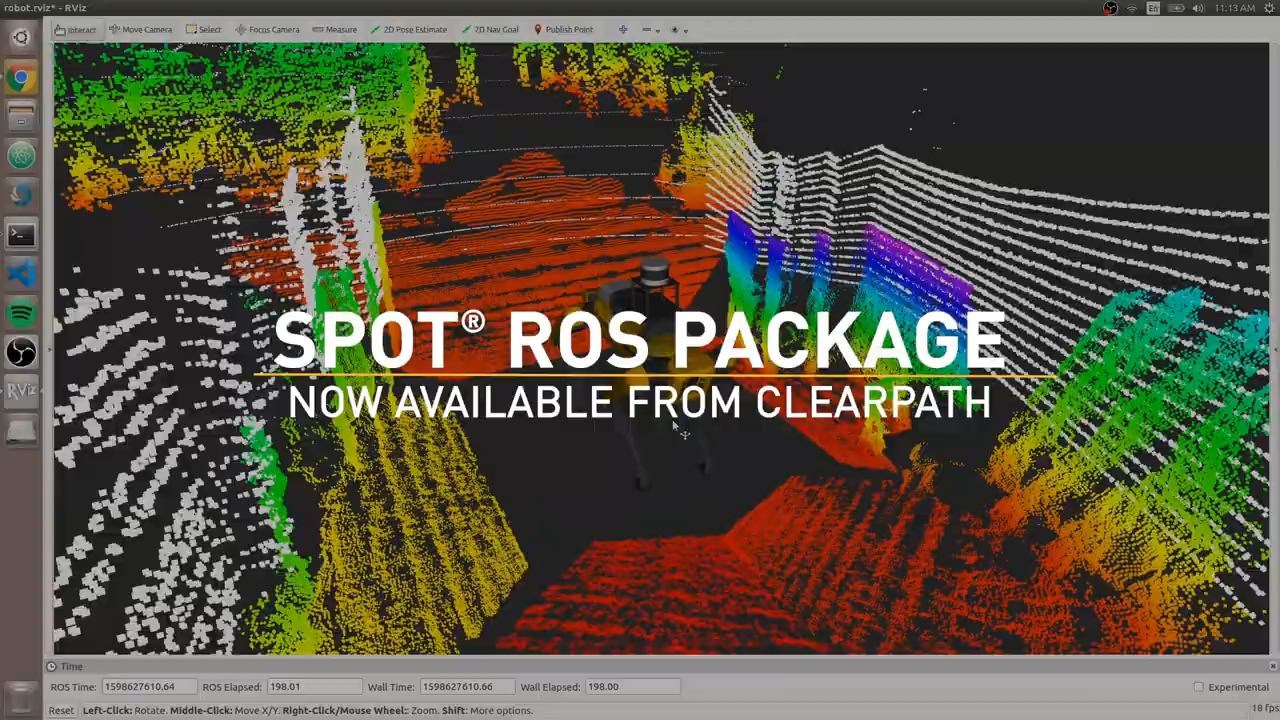 robot.rviz* - RViz
En
11:13 AM
Interact
Move Camera
Select
Focus Camera
Measure
2D Pose Estimate
2D Nav Goal
Publish Point
SPOT® ROS PACKAGE
NOW AVAILABLE FROM CLEARPATH
RViz
Time
ROS Time: 1598627610.64 ROS Elapsed: 198.01 Wall Time: 1598627610.66 Wall Elapsed: 198.00 Experimental
Reset Left-Click: Rotate. Middle-Click: Move X/Y. Right-Click/Mouse Wheel:: Zoom. Shift: More options. 18 fps